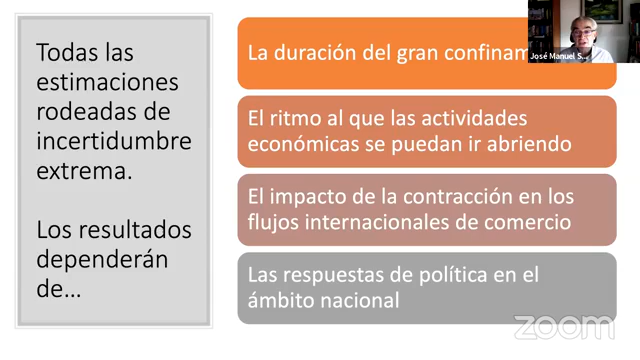 Todas las
estimaciones
rodeadas de
incertidumbre
extrema.
Los resultados
dependerán
de...
La duración del gran confinam
El ritmo al que las actividades
económicas se puedan ir abriendo
El impacto de la contracción en los
flujos internacionales de comercio
Las respuestas de política en el
ámbito nacional
José Manuel S...
zoom